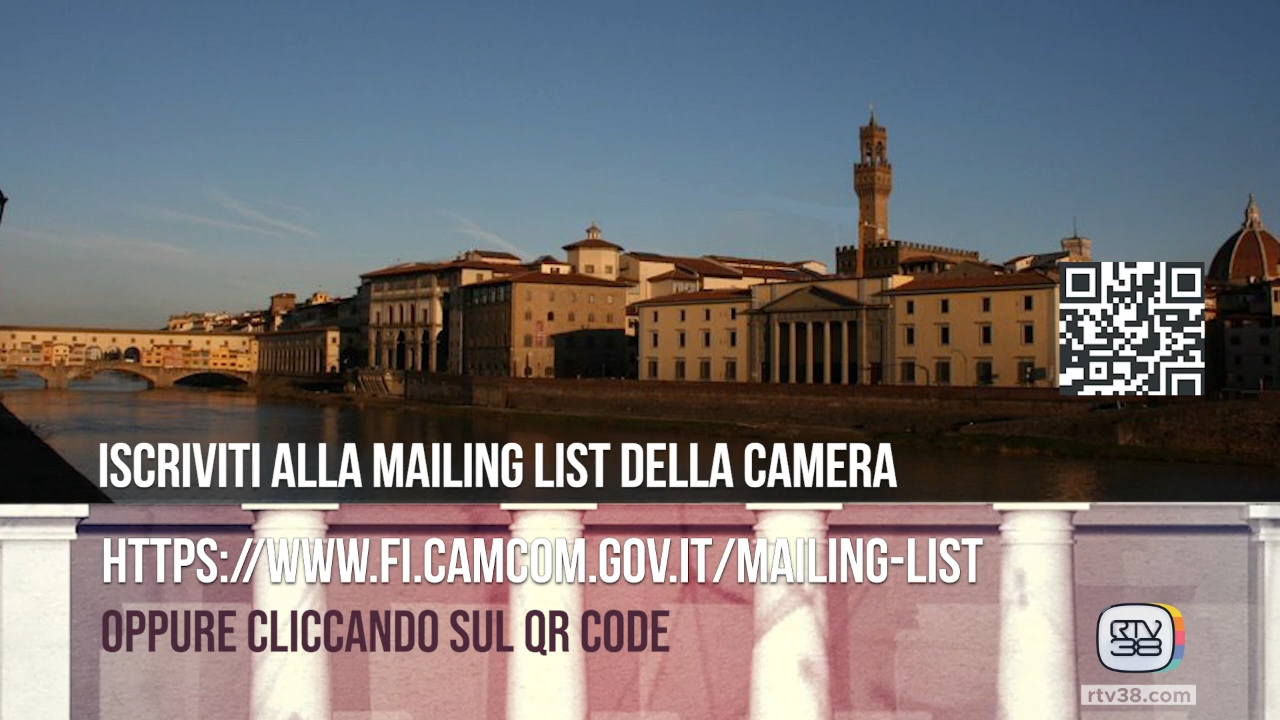 ISCRIVITI ALLA MAILING LIST DELLA CAMERA
HTTPS://WWW.FI.CAMCOM.GOV.IT/MAILING-LIST
OPPURE CLICCANDO SUL QR CODE
RTV
38
rtv38.com